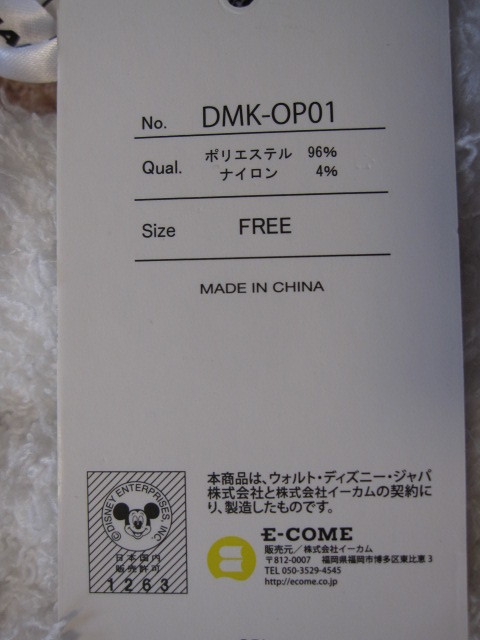 No. DMK-OP01
Qual. ポリエステル 96%
ナイロン 4%
Size FREE
MADE IN CHINA
©DISNEY ENTERPRISES, INC.
日本国内
販売許可
1263
本商品は、ウォルト・ディズニー・ジャパ
株式会社と株式会社イーカムの契約に
り、製造したものです。
E-COME
販売元／株式会社イーカム
〒812-0007 福岡県福岡市博多区東比恵 3
TEL 050-3529-4545
http://ecome.co.jp